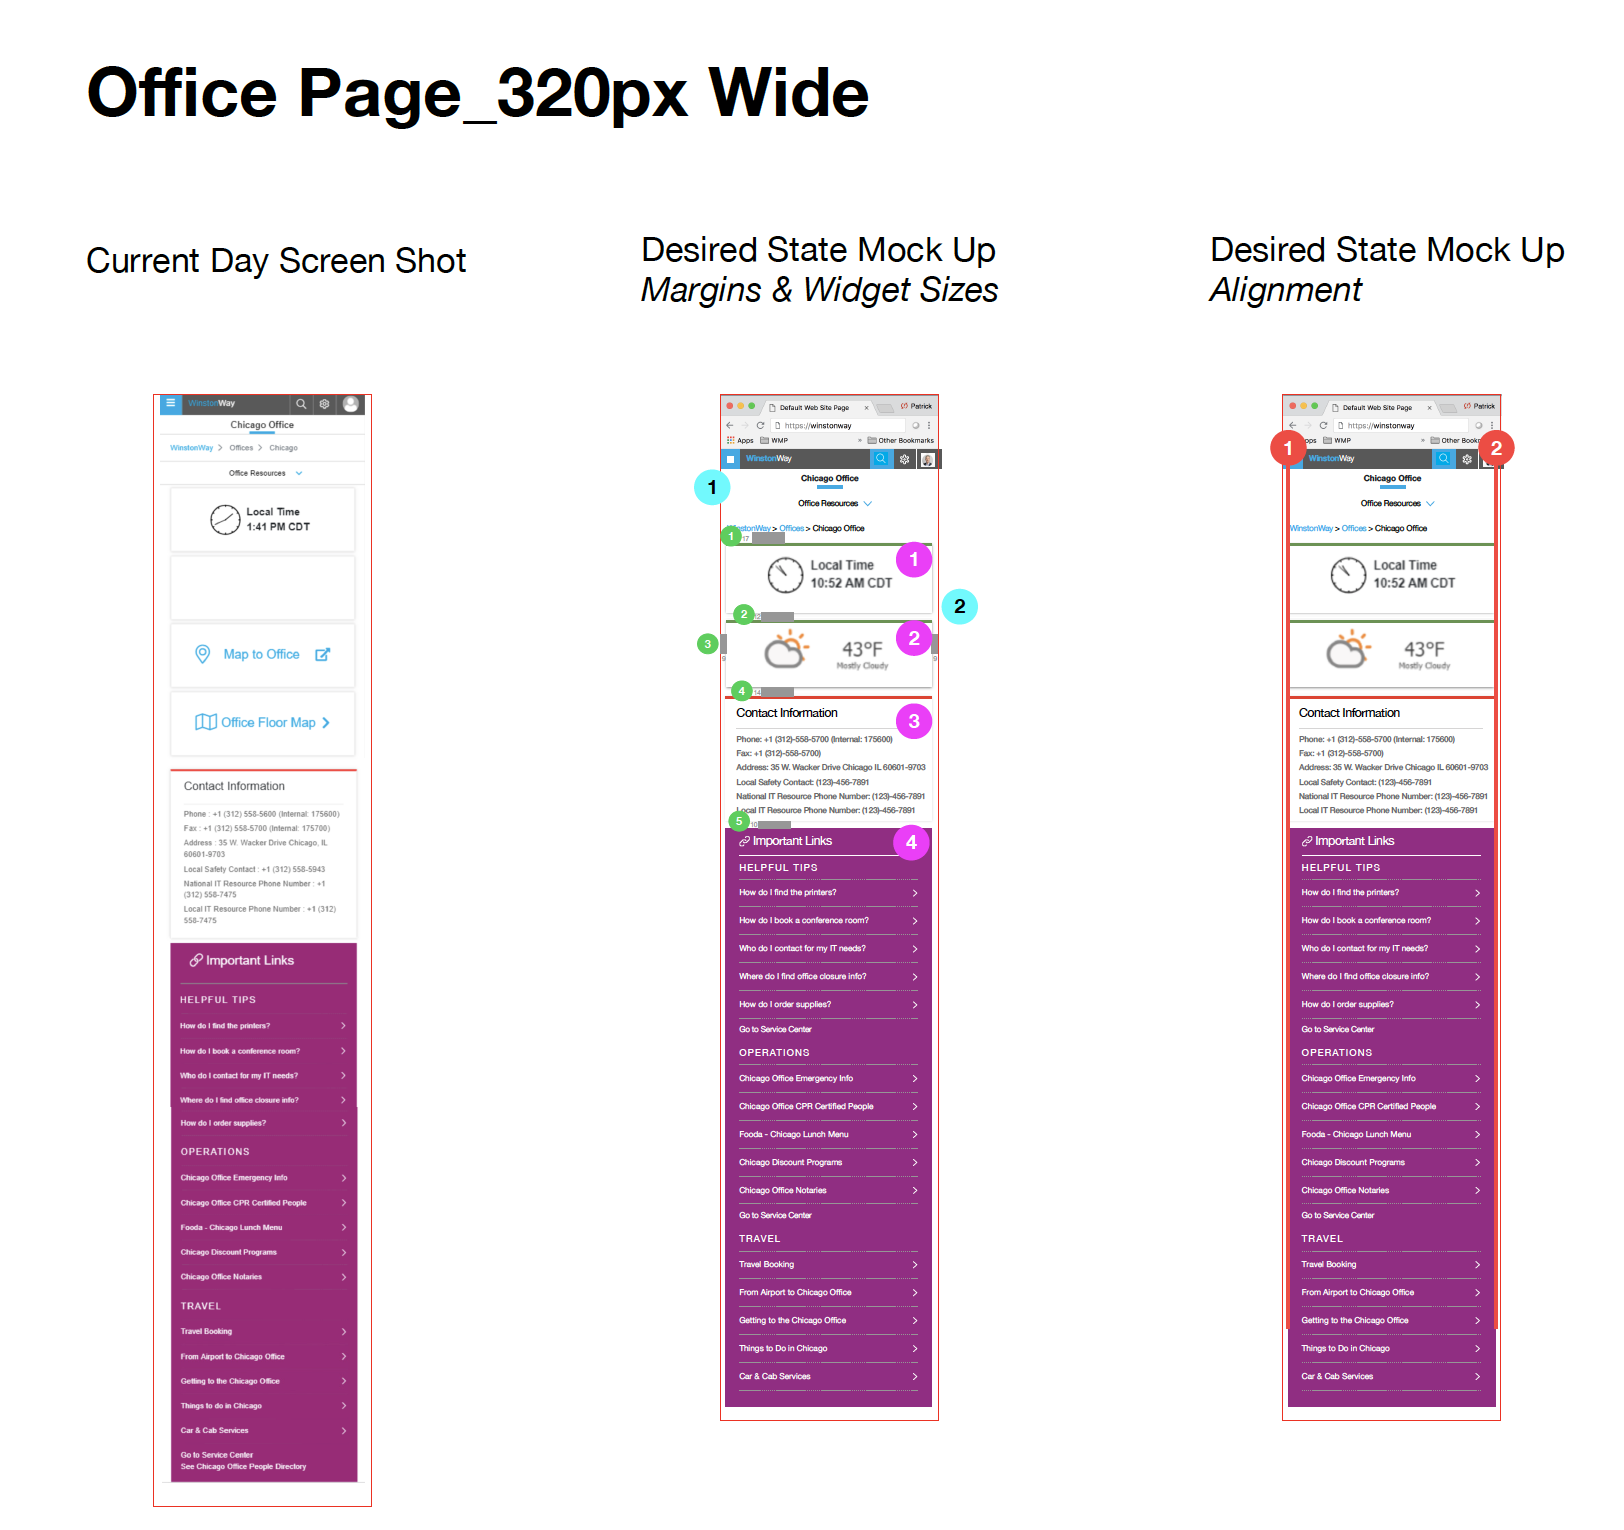 Office Page_320px Wide
Current Day Screen Shot
Desired State Mock Up
Margins & Widget Sizes
Desired State Mock Up
Alignment
WinstonWay
Chicago Office
WinstonWay > Offices > Chicago
Office Resources
Local Time
1:41 PM CDT
Map to Office
Office Floor Map
Contact Information
Phone : +1 (312) 558-5600 (Internal: 175600)
Fax : +1 (312) 558-5700 (Internal: 175700)
Address : 35 W. Wacker Drive Chicago, IL
60601-9703
Local Safety Contact : +1 (312) 558-5943
National IT Resource Phone Number : +1
(312) 558-7475
Local IT Resource Phone Number : +1 (312)
558-7475
Important Links
HELPFUL TIPS
How do I find the printers?
How do I book a conference room?
Who do I contact for my IT needs?
Where do I find office closure info?
How do I order supplies?
OPERATIONS
Chicago Office Emergency Info
Chicago Office CPR Certified People
Fooda - Chicago Lunch Menu
Chicago Discount Programs
Chicago Office Notaries
TRAVEL
Travel Booking
From Airport to Chicago Office
Getting to the Chicago Office
Things to do in Chicago
Car & Cab Services
Go to Service Center
See Chicago Office People Directory
Default Web Site Page × Patrick
https://winstonway
Apps WMP » Other Bookmarks
WinstonWay
1
Chicago Office
Office Resources
WinstonWay > Offices > Chicago Office
1 17
1
Local Time
10:52 AM CDT
2
2 22
2
3
43°F
Mostly Cloudy
9 9
4 14
Contact Information
3
Phone: +1 (312)-558-5700 (Internal: 175600)
Fax: +1 (312)-558-5700)
Address: 35 W. Wacker Drive Chicago IL 60601-9703
Local Safety Contact: (123)-456-7891
National IT Resource Phone Number: (123)-456-7891
Local IT Resource Phone Number: (123)-456-7891
5 10
Important Links
4
HELPFUL TIPS
How do I find the printers?
How do I book a conference room?
Who do I contact for my IT needs?
Where do I find office closure info?
How do I order supplies?
Go to Service Center
OPERATIONS
Chicago Office Emergency Info
Chicago Office CPR Certified People
Fooda - Chicago Lunch Menu
Chicago Discount Programs
Chicago Office Notaries
Go to Service Center
TRAVEL
Travel Booking
From Airport to Chicago Office
Getting to the Chicago Office
Things to Do in Chicago
Car & Cab Services
Default Web Site Page × Patrick
https://winstonway
Apps WMP » Other
1 2
WinstonWay
Chicago Office
Office Resources
WinstonWay > Offices > Chicago Office
Local Time
10:52 AM CDT
43°F
Mostly Cloudy
Contact Information
Phone: +1 (312)-558-5700 (Internal: 175600)
Fax: +1 (312)-558-5700)
Address: 35 W. Wacker Drive Chicago IL 60601-9703
Local Safety Contact: (123)-456-7891
National IT Resource Phone Number: (123)-456-7891
Local IT Resource Phone Number: (123)-456-7891
Important Links
HELPFUL TIPS
How do I find the printers?
How do I book a conference room?
Who do I contact for my IT needs?
Where do I find office closure info?
How do I order supplies?
Go to Service Center
OPERATIONS
Chicago Office Emergency Info
Chicago Office CPR Certified People
Fooda - Chicago Lunch Menu
Chicago Discount Programs
Chicago Office Notaries
Go to Service Center
TRAVEL
Travel Booking
From Airport to Chicago Office
Getting to the Chicago Office
Things to Do in Chicago
Car & Cab Services